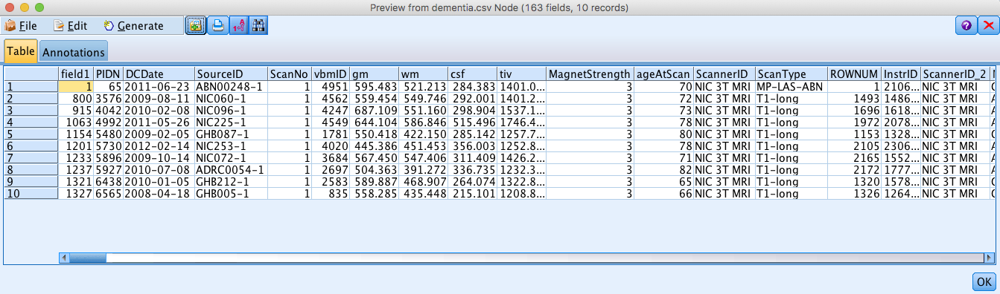 Preview from dementia.csv Node (163 fields, 10 records)
File Edit Generate
Table Annotations
field1 PIDN DCDate SourceID ScanNo vbmID gm wm csf tiv MagnetStrength ageAtScan ScannerID ScanType ROWNUM InstrID ScannerID_2
1 1 65 2011-06-23 ABN00248-1 1 4951 595.483 521.213 284.383 1401.0... 3 70 NIC 3T MRI MP-LAS-ABN 1 2106... NIC 3T MRI
2 800 3576 2009-08-11 NIC060-1 1 4562 559.454 549.746 292.001 1401.2... 3 72 NIC 3T MRI T1-long 1493 1486... NIC 3T MRI
3 915 4042 2010-02-08 NIC096-1 1 4247 687.109 551.160 298.904 1537.1... 3 73 NIC 3T MRI T1-long 1696 1618... NIC 3T MRI
4 1063 4992 2011-05-26 NIC225-1 1 4549 644.104 586.846 515.496 1746.4... 3 78 NIC 3T MRI T1-long 1972 2078... NIC 3T MRI
5 1154 5480 2009-02-05 GHB087-1 1 1781 550.418 422.150 285.142 1257.7... 3 80 NIC 3T MRI T1-long 1153 1328... NIC 3T MRI
6 1201 5730 2012-02-14 NIC253-1 1 4020 445.386 451.453 356.003 1252.8... 3 78 NIC 3T MRI T1-long 2105 2306... NIC 3T MRI
7 1233 5896 2009-10-14 NIC072-1 1 3684 567.450 547.406 311.409 1426.2... 3 71 NIC 3T MRI T1-long 2165 1552... NIC 3T MRI
8 1237 5927 2010-07-08 ADRC0054-1 1 2697 504.363 391.272 336.735 1232.3... 3 82 NIC 3T MRI T1-long 2172 1777... NIC 3T MRI
9 1321 6438 2010-01-05 GHB212-1 1 2583 589.887 468.907 264.074 1322.8... 3 65 NIC 3T MRI T1-long 1320 1578... NIC 3T MRI
10 1327 6565 2008-04-18 GHB005-1 1 835 558.285 435.448 215.101 1208.8... 3 66 NIC 3T MRI T1-long 1326 1264... NIC 3T MRI
OK